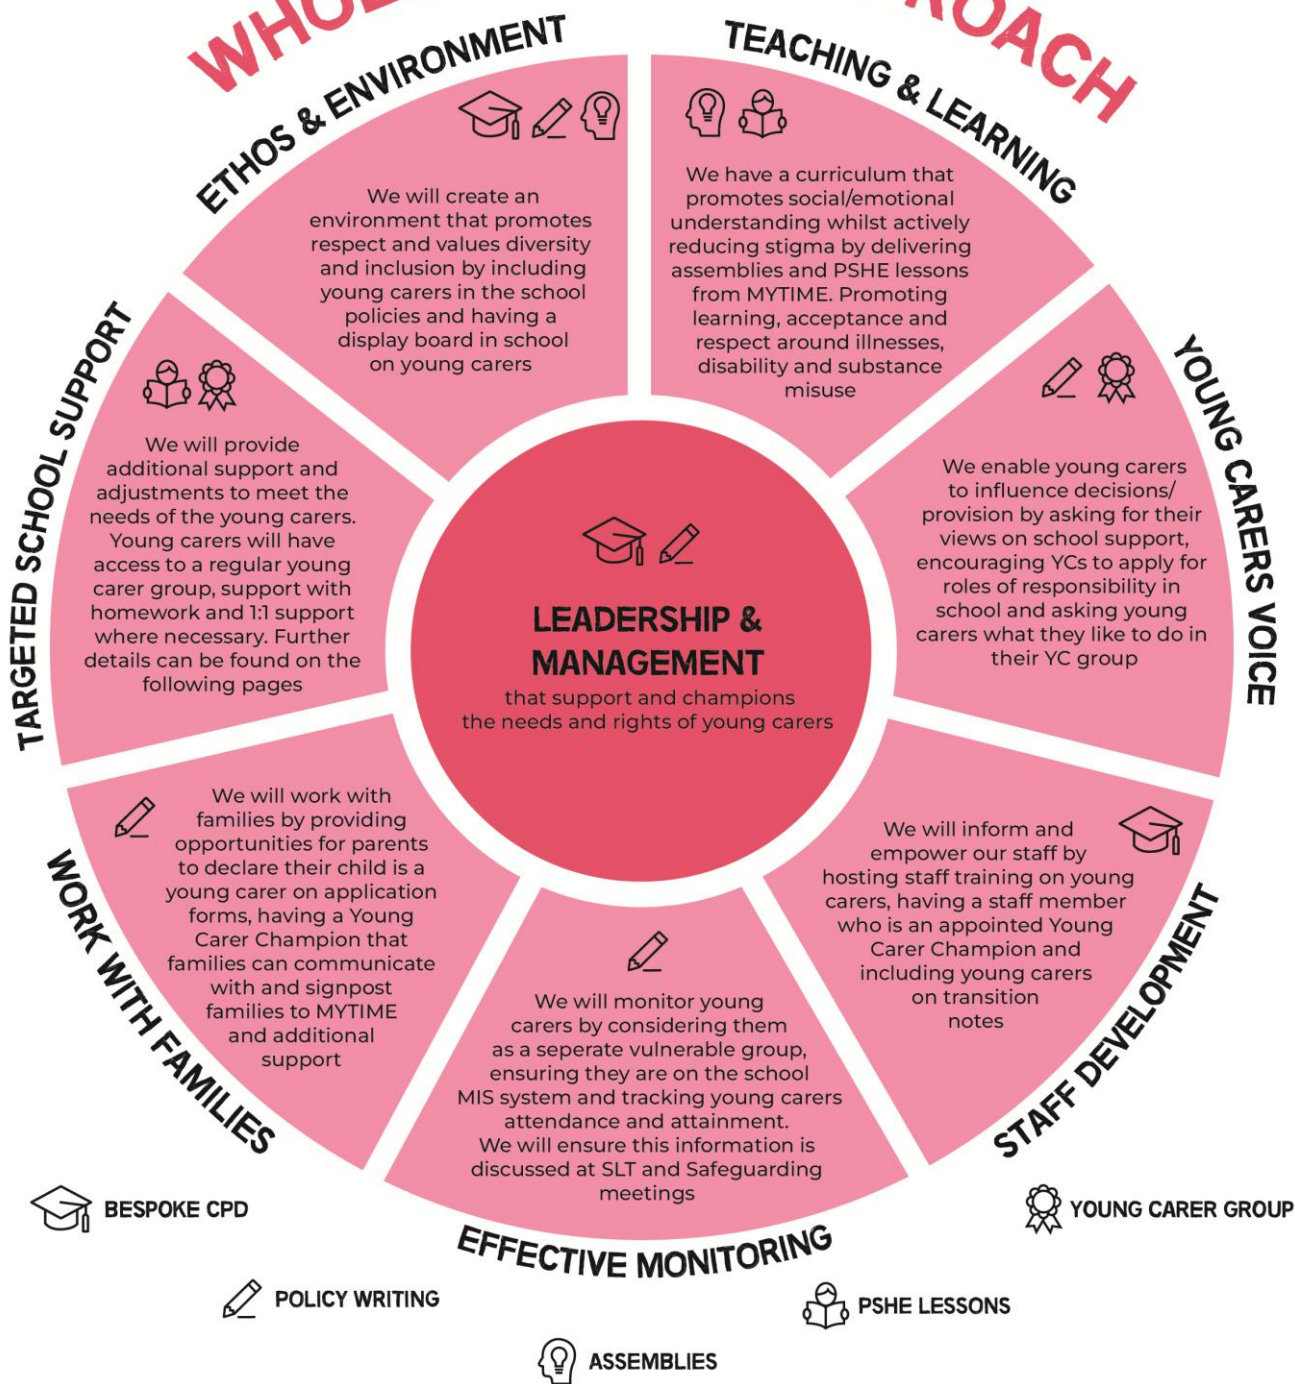 ETHOS & ENVIRONMENT
We will create an
environment that promotes
respect and values diversity
and inclusion by including
young carers in the school
policies and having a
display board in school
on young carers
TEACHING & LEARNING
We have a curriculum that
promotes social/emotional
understanding whilst actively
reducing stigma by delivering
assemblies and PSHE lessons
from MYTIME. Promoting
learning, acceptance and
respect around illnesses,
disability and substance
misuse
YOUNG CARERS VOICE
We enable young carers
to influence decisions/
provision by asking for their
views on school support,
encouraging YCs to apply for
roles of responsibility in
school and asking young
carers what they like to do in
their YC group
STAFF DEVELOPMENT
We will inform and
empower our staff by
hosting staff training on young
carers, having a staff member
who is an appointed Young
Carer Champion and
including young carers
on transition
notes
EFFECTIVE MONITORING
We will monitor young
carers by considering them
as a seperate vulnerable group,
ensuring they are on the school
MIS system and tracking young carers
attendance and attainment.
We will ensure this information is
discussed at SLT and Safeguarding
meetings
WORK WITH FAMILIES
We will work with
families by providing
opportunities for parents
to declare their child is a
young carer on application
forms, having a Young
Carer Champion that
families can communicate
with and signpost
families to MYTIME
and additional
support
TARGETED SCHOOL SUPPORT
We will provide
additional support and
adjustments to meet the
needs of the young carers.
Young carers will have
access to a regular young
carer group, support with
homework and 1:1 support
where necessary. Further
details can be found on the
following pages
LEADERSHIP &
MANAGEMENT
that support and champions
the needs and rights of young carers
BESPOKE CPD
POLICY WRITING
ASSEMBLIES
PSHE LESSONS
YOUNG CARER GROUP